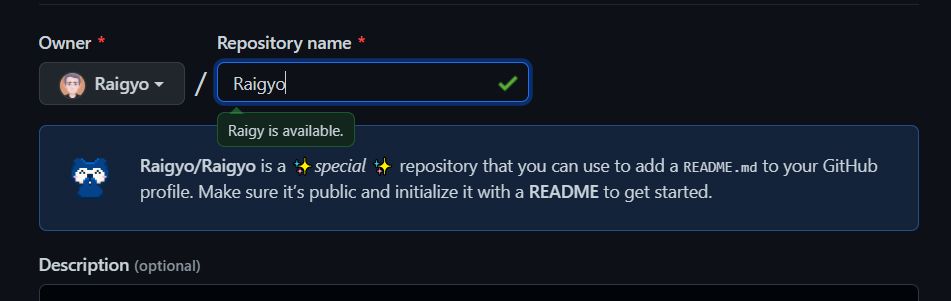 Owner *
Repository name *
Raigyo
/
Raigyo
Raigy is available.
Raigyo/Raigyo is a ✨special✨ repository that you can use to add a README.md to your GitHub
profile. Make sure it's public and initialize it with a README to get started.
Description (optional)